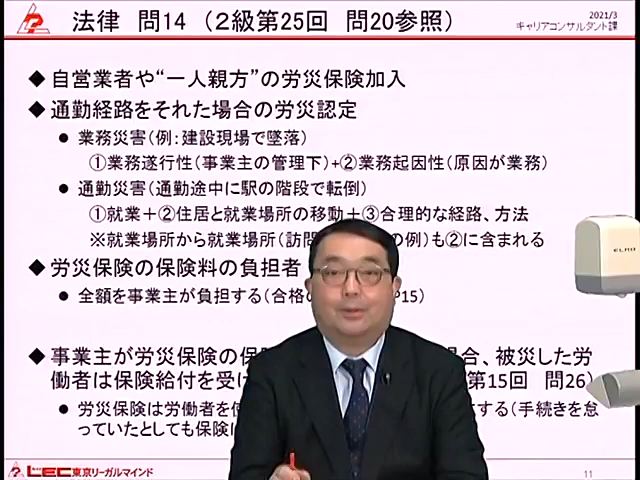 法律 問14 (2級第25回 問20参照)
2021/3
キャリアコンサルタント課
◆ 自営業者や“一人親方”の労災保険加入
◆ 通勤経路をそれた場合の労災認定
● 業務災害(例:建設現場で墜落)
①業務遂行性(事業主の管理下)+②業務起因性(原因が業務)
● 通勤災害(通勤途中に駅の階段で転倒)
①就業+②住居と就業場所の移動+③合理的な経路、方法
※就業場所から就業場所(訪問 の例)も②に含まれる
ELMO
◆ 労災保険の保険料の負担者
● 全額を事業主が負担する(合格の P15)
◆ 事業主が労災保険の保 場合、被災した労
働者は保険給付を受け 第15回 問26)
● 労災保険は労働者を使 する(手続きを怠
っていたとしても保険
LEC東京リーガルマインド
11